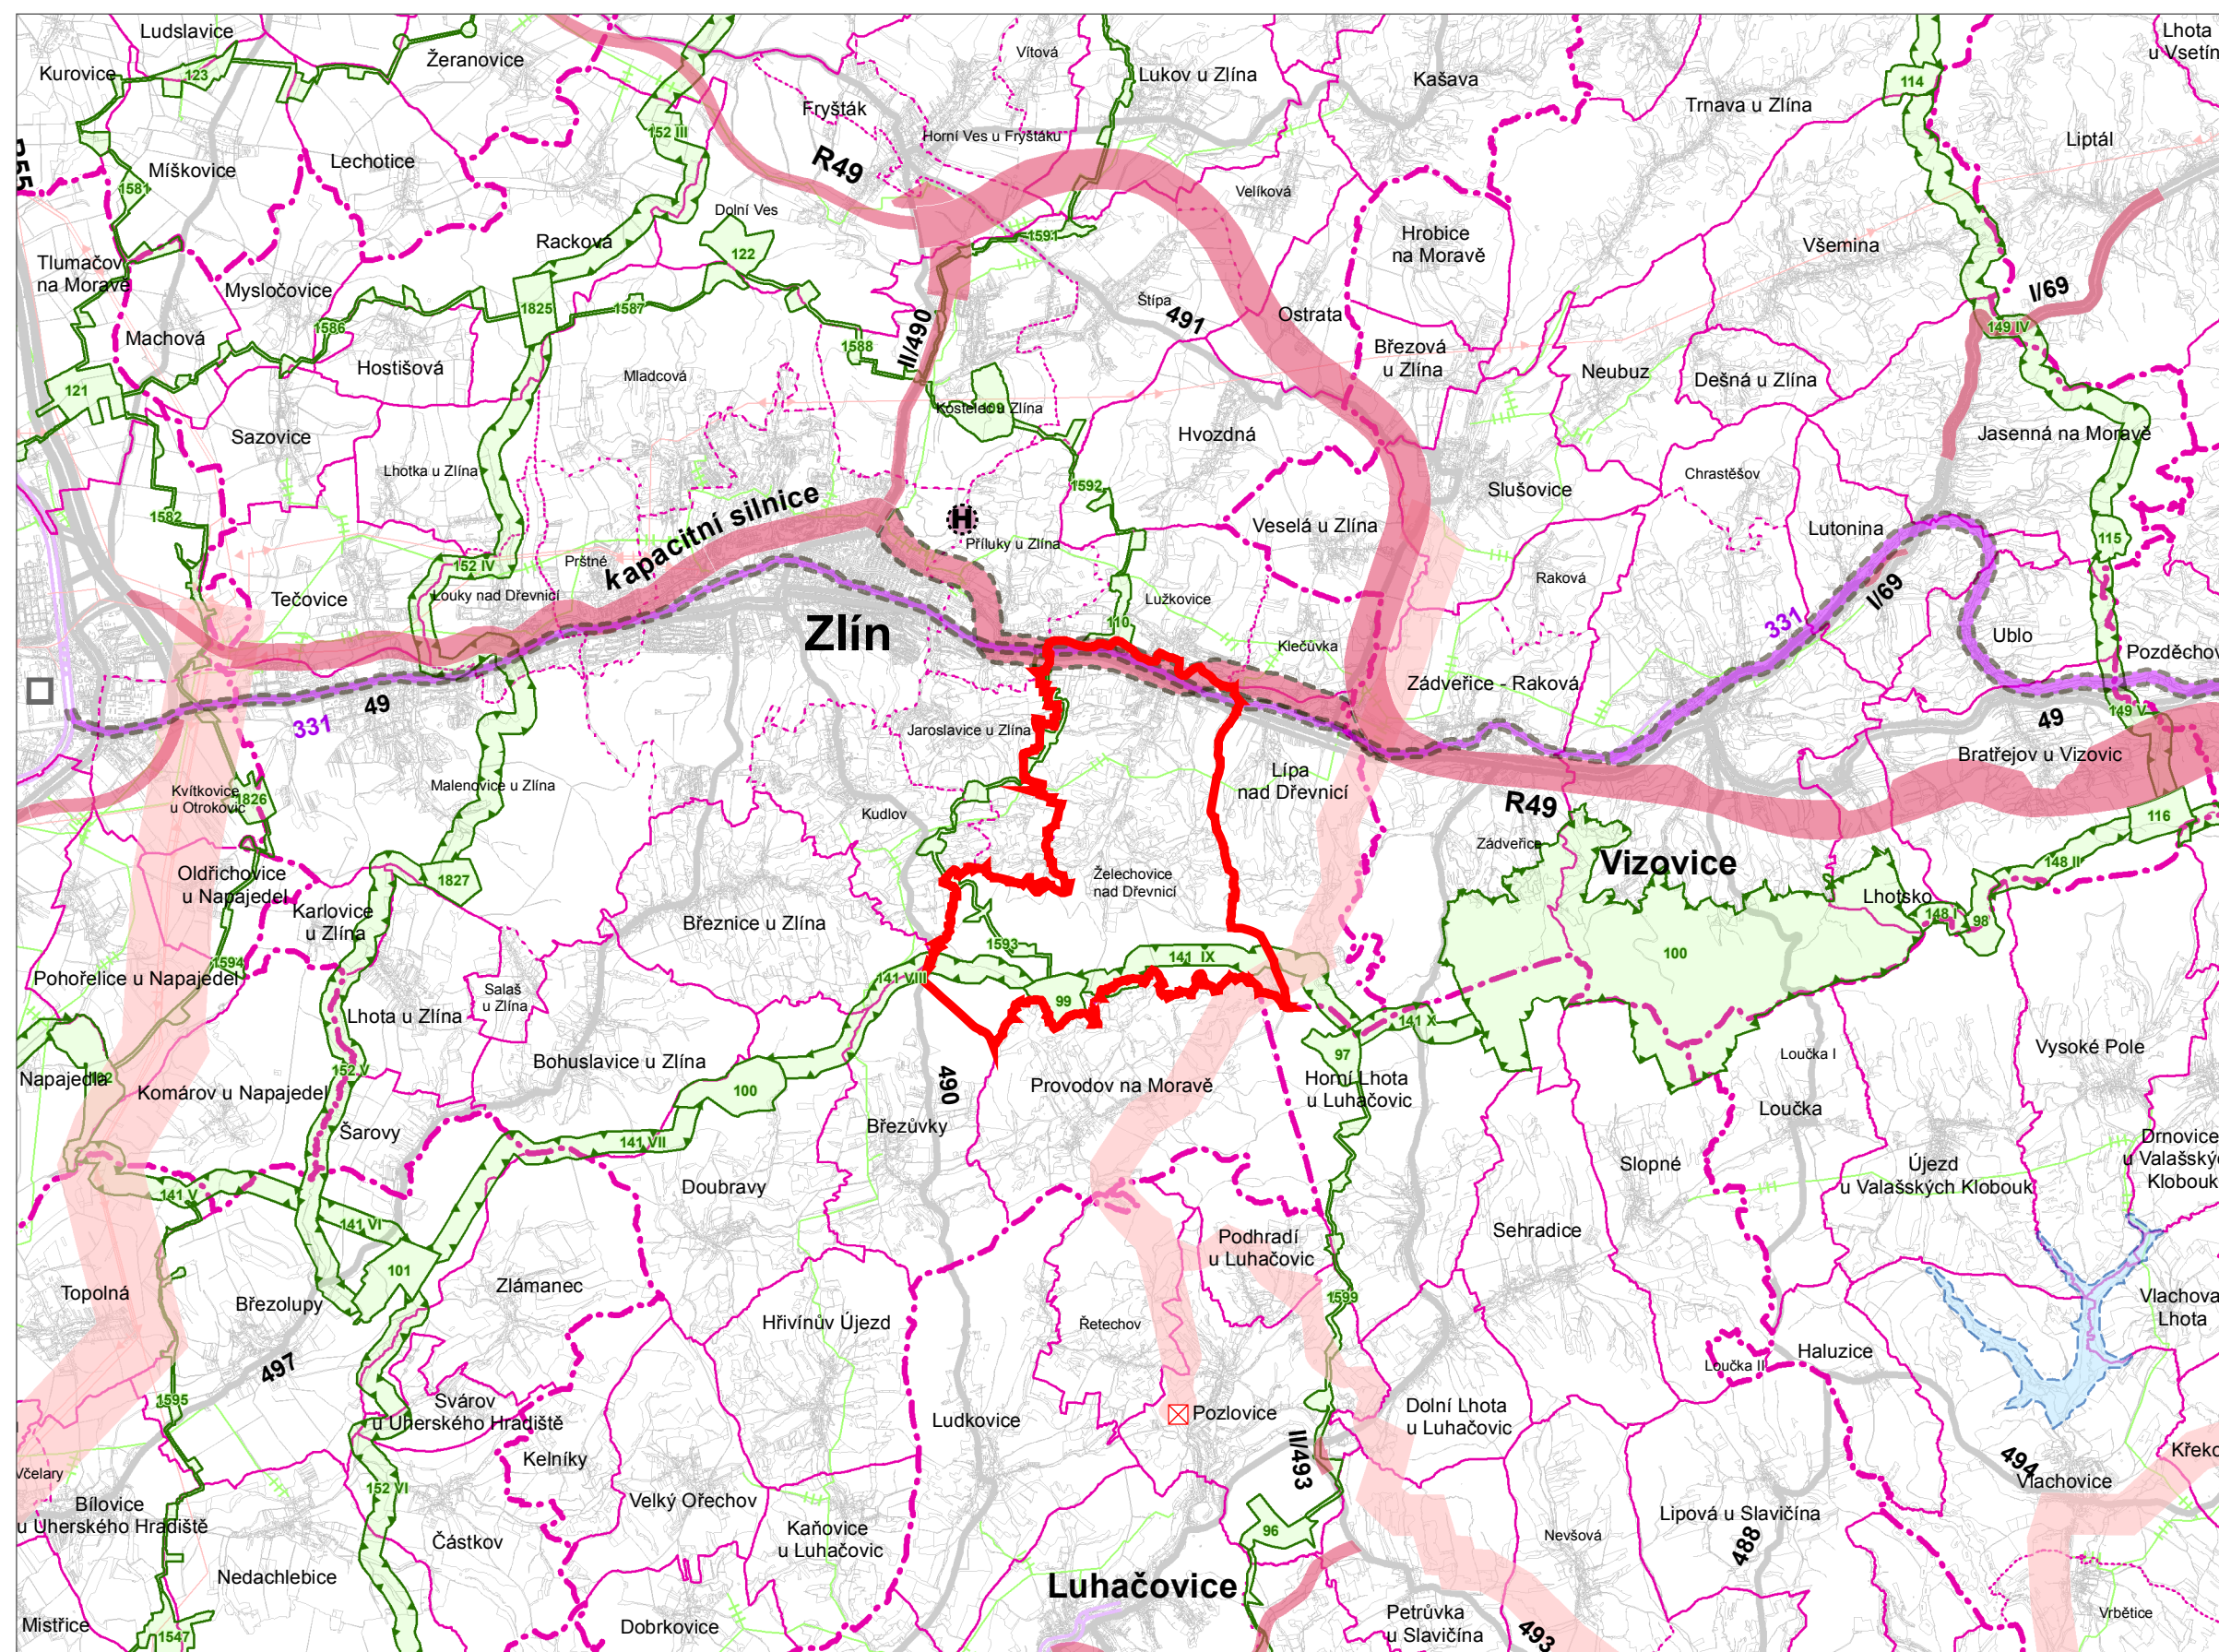 Ludslavice
Kurovice
123
Žeranovice
Vítová
Lukov u Zlína
Kašava
114
Lhota
u Vsetín
Trnava u Zlína
Fryšták
Horní Ves u Fryštáku
152 III
Liptál
R55
Míškovice
Lechotice
R49
1581
Velíková
Dolní Ves
Racková
122
1591
Hrobice
na Moravě
Všemina
Tlumačov
na Moravě
Mysločovice
I/69
1825
1587
Štípa
491
Ostrata
1586
149 IV
Machová
II/490
1588
Březová
u Zlína
Hostišová
Mladcová
Neubuz
Dešná u Zlína
121
Kostelec u Zlína
Sazovice
Hvozdná
Jasenná na Moravě
Lhotka u Zlína
Chrastěšov
1592
Slušovice
kapacitní silnice
1582
H
Veselá u Zlína
Lutonina
115
Příluky u Zlína
Prštné
152 IV
Louky nad Dřevnicí
Raková
Tečovice
Lužkovice
I/69
331
110
Zlín
Klečůvka
Ublo
Pozděchov
Zádveřice - Raková
49
331
149 V
49
Jaroslavice u Zlína
Bratřejov u Vizovic
Lípa
nad Dřevnicí
Malenovice u Zlína
Kvítkovice
u Otrokovic
1826
R49
Kudlov
116
Zádveřice
Vizovice
148 II
Oldřichovice
u Napajedel
1827
Želechovice
nad Dřevnicí
Lhotsko
148 I
98
Karlovice
u Zlína
Březnice u Zlína
1593
100
1594
141 IX
Pohořelice u Napajedel
141 VIII
Salaš
u Zlína
99
Lhota u Zlína
141 X
Vysoké Pole
Bohuslavice u Zlína
97
Loučka I
Napajedla
152 V
Horní Lhota
u Luhačovic
Provodov na Moravě
490
Komárov u Napajedel
100
Loučka
Březůvky
Šarovy
141 VII
Drnovice
u Valašských
Klobouk
Slopné
Újezd
u Valašských Klobouk
Doubravy
141 V
141 VI
Sehradice
Podhradí
u Luhačovic
101
Zlámanec
Topolná
Březolupy
1599
Vlachova
Lhota
Hřivínův Újezd
Řetechov
Haluzice
497
Loučka II
1595
Svárov
u Uherského Hradiště
Dolní Lhota
u Luhačovic
Ludkovice
Pozlovice
II/493
Křeko
Kelníky
494
Včelary
Vlachovice
152 VI
Bílovice
u Uherského Hradiště
Velký Ořechov
Lipová u Slavičína
Kaňovice
u Luhačovic
96
Částkov
Nevšová
488
Nedachlebice
Luhačovice
Mistřice
1547
Dobrkovice
Petrůvka
u Slavičína
493
Vrbětice